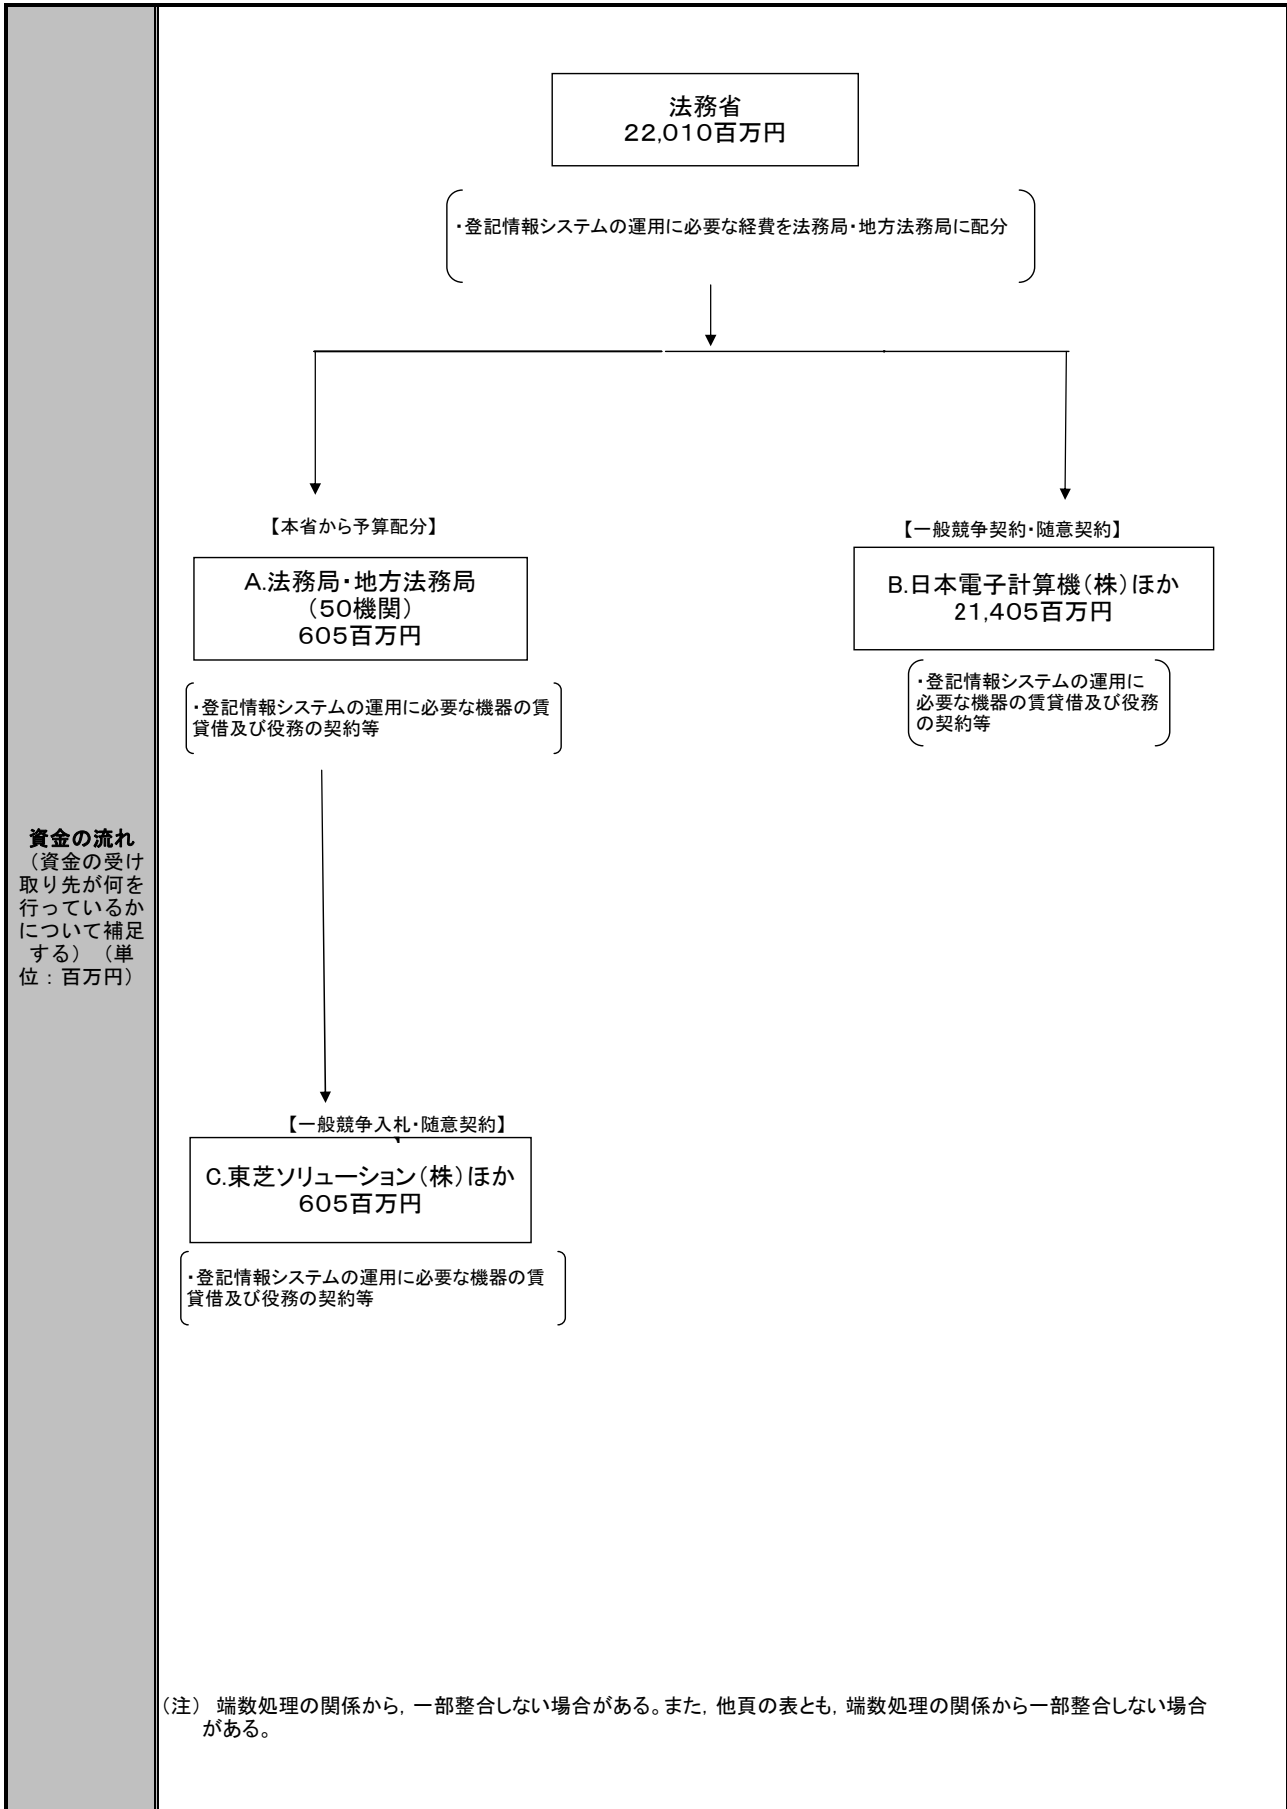 資金の流れ
（資金の受け
取り先が何を
行っているか
について補足
する）（単
位：百万円）
法務省
22,010百万円
・登記情報システムの運用に必要な経費を法務局・地方法務局に配分
【本省から予算配分】
A.法務局・地方法務局
（50機関）
605百万円
・登記情報システムの運用に必要な機器の賃
貸借及び役務の契約等
【一般競争契約・随意契約】
B.日本電子計算機（株）ほか
21,405百万円
・登記情報システムの運用に
必要な機器の賃貸借及び役務
の契約等
【一般競争入札・随意契約】
C.東芝ソリューション（株）ほか
605百万円
・登記情報システムの運用に必要な機器の賃
貸借及び役務の契約等
（注）　端数処理の関係から，一部整合しない場合がある。また，他頁の表とも，端数処理の関係から一部整合しない場合
がある。